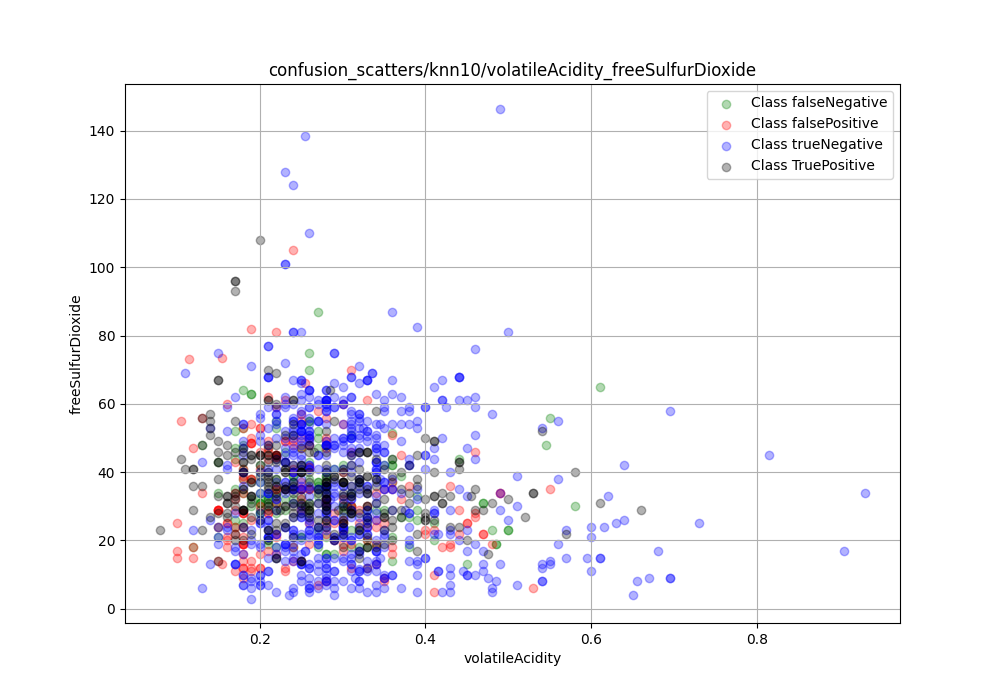 confusion_scatters/knn10/volatileAcidity_freeSulfurDioxide
Class falseNegative
Class falsePositive
Class trueNegative
Class TruePositive
freeSulfurDioxide
140
120
100
80
60
40
20
0
0.2 0.4 0.6 0.8
volatileAcidity